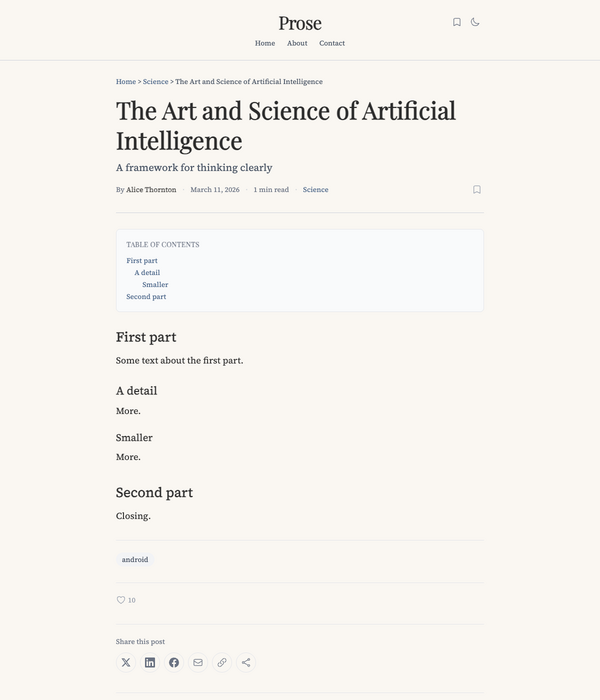 Prose
Home About Contact
Home > Science > The Art and Science of Artificial Intelligence
The Art and Science of Artificial
Intelligence
A framework for thinking clearly
By Alice Thornton · March 11, 2026 · 1 min read · Science
TABLE OF CONTENTS
First part
A detail
Smaller
Second part
First part
Some text about the first part.
A detail
More.
Smaller
More.
Second part
Closing.
android
10
Share this post